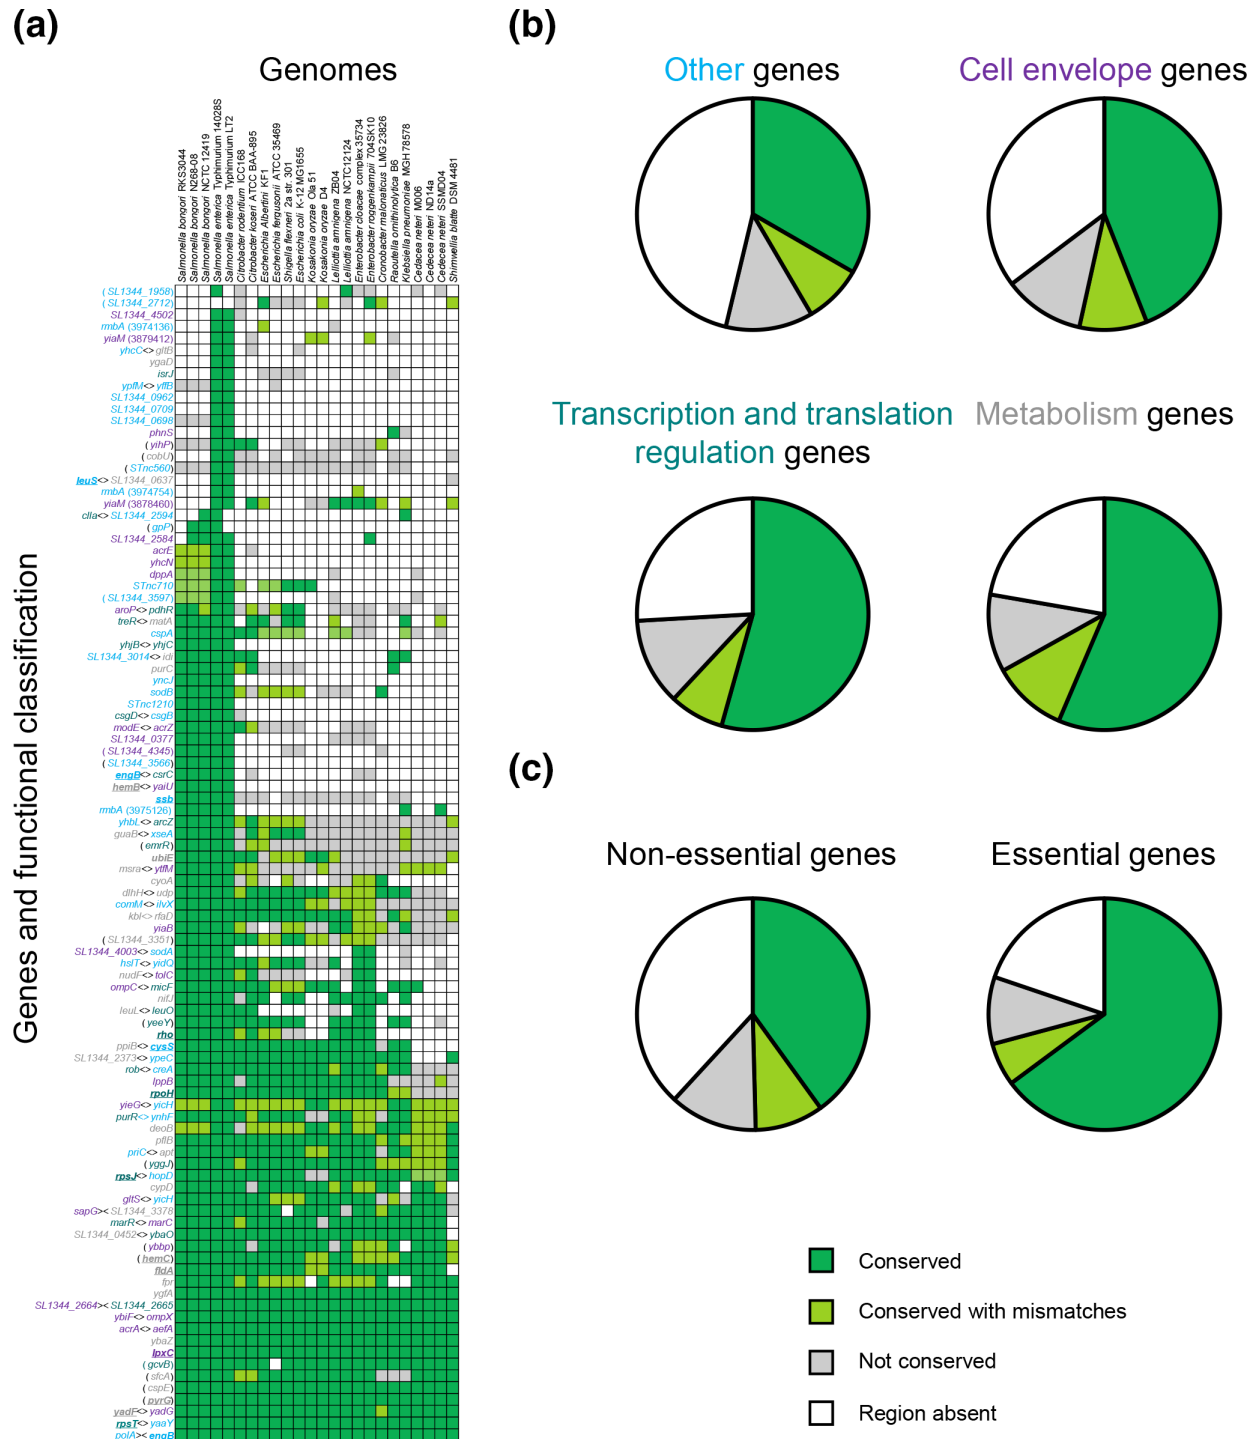 (a)
Genomes
Salmonella bongori RKS3044
Salmonella bongori N268-08
Salmonella bongori NCTC 12419
Salmonella enterica Typhimurium 14028S
Salmonella enterica Typhimurium LT2
Citrobacter rodentium ICC168
Citrobacter koseri ATCC BAA-895
Escherichia Albertini KF1
Escherichia fergusonii ATCC 35469
Shigella flexneri 2a str. 301
Escherichia coli K-12 MG1655
Kosakonia oryzae Ola 51
Kosakonia oryzae D4
Lelliottia amnigena ZB04
Lelliottia amnigena NCTC12124
Enterobacter cloacae complex 35734
Enterobacter roggenkampii 704SK10
Cronobacter malonaticus LMG 23826
Raoultella ornithinolytica B6
Klebsiella pneumoniae MGH 78578
Cedacea neteri M006
Cedecea neteri ND14a
Cedecea neteri SSMD04
Shimwellia blatte DSM 4481
Genes and functional classification
(SL1344_1958)
(SL1344_2712)
SL1344_4502
rmbA (3974136)
yiaM (3879412)
yhcC<>gltB
ygaD
isrJ
ypfM<>yffB
SL1344_0962
SL1344_0709
SL1344_0698
phnS
(yihP)
(cobU)
(STnc560)
leuS<>SL1344_0637
rmbA (3974754)
yiaM (3878460)
clla<>SL1344_2594
(gpP)
SL1344_2584
acrE
yhcN
dppA
STnc710
(SL1344_3597)
aroP<>pdhR
treR<>matA
cspA
yhjB<>yhjC
SL1344_3014<>idi
purC
yncJ
sodB
STnc1210
csgD<>csgB
modE<>acrZ
SL1344_0377
(SL1344_4345)
(SL1344_3566)
engB<>csrC
hemB<>yaiU
ssb
rmbA (3975126)
yhbL<>arcZ
guaB<>xseA
(emrR)
ubiE
msra<>ytfM
cyoA
dlhH<>udp
comM<>ilvX
kbl<>rfaD
yiaB
(SL1344_3351)
SL1344_4003<>sodA
hslT<>yidQ
nudF<>tolC
ompC<>micF
nifJ
leuL<>leuO
(yeeY)
rho
ppiB<>cysS
SL1344_2373<>ypeC
rob<>creA
lppB
rpoH
yieG<>yicH
purR<>ynhF
deoB
pflB
priC<>apt
(yggJ)
rpsJ<>hopD
cypD
gltS<>yicH
sapG><SL1344_3378
marR<>marC
SL1344_0452<>ybaO
(ybbp)
(hemC)
fldA
fpr
ygfA
SL1344_2664><SL1344_2665
ybiF<>ompX
acrA<>aefA
ybaZ
lpxC
(gcvB)
(sfcA)
(cspE)
(pyrG)
yadF<>yadG
rpsT<>yaaY
polA><engB
(b)
Other genes
Cell envelope genes
Transcription and translation
regulation genes
Metabolism genes
(c)
Non-essential genes
Essential genes
Conserved
Conserved with mismatches
Not conserved
Region absent